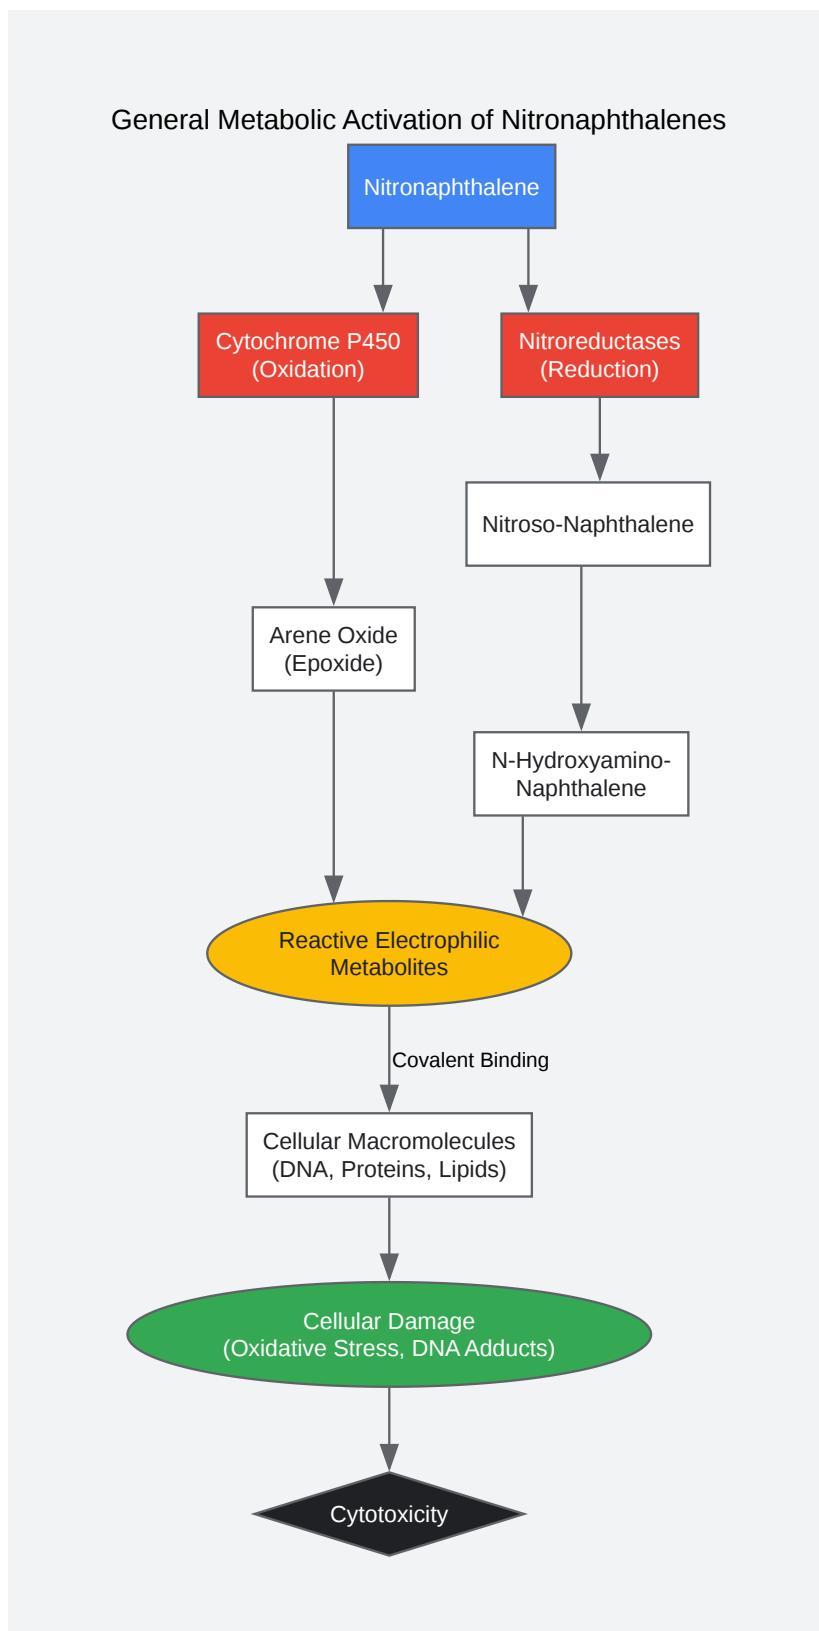 General Metabolic Activation of Nitronaphthalenes
Nitronaphthalene
Cytochrome P450
(Oxidation)
Nitroreductases
(Reduction)
Nitroso-Naphthalene
Arene Oxide
(Epoxide)
N-Hydroxyamino-
Naphthalene
Reactive Electrophilic
Metabolites
Covalent Binding
Cellular Macromolecules
(DNA, Proteins, Lipids)
Cellular Damage
(Oxidative Stress, DNA Adducts)
Cytotoxicity